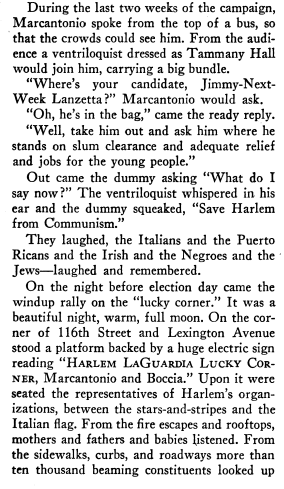 During the last two weeks of the campaign,
Marcantonio spoke from the top of a bus, so
that the crowds could see him. From the audi-
ence a ventriloquist dressed as Tammany Hall
would join him, carrying a big bundle.
"Where's your candidate, Jimmy-Next-
Week Lanzetta?" Marcantonio would ask.
"Oh, he's in the bag," came the ready reply.
"Well, take him out and ask him where he
stands on slum clearance and adequate relief
and jobs for the young people."
Out came the dummy asking "What do I
say now?" The ventriloquist whispered in his
ear and the dummy squeaked, "Save Harlem
from Communism."
They laughed, the Italians and the Puerto
Ricans and the Irish and the Negroes and the
Jews—laughed and remembered.
On the night before election day came the
windup rally on the "lucky corner." It was a
beautiful night, warm, full moon. On the cor-
ner of 116th Street and Lexington Avenue
stood a platform backed by a huge electric sign
reading "HARLEM LAGUARDIA LUCKY COR-
NER, Marcantonio and Boccia." Upon it were
seated the representatives of Harlem's organ-
izations, between the stars-and-stripes and the
Italian flag. From the fire escapes and rooftops,
mothers and fathers and babies listened. From
the sidewalks, curbs, and roadways more than
ten thousand beaming constituents looked up